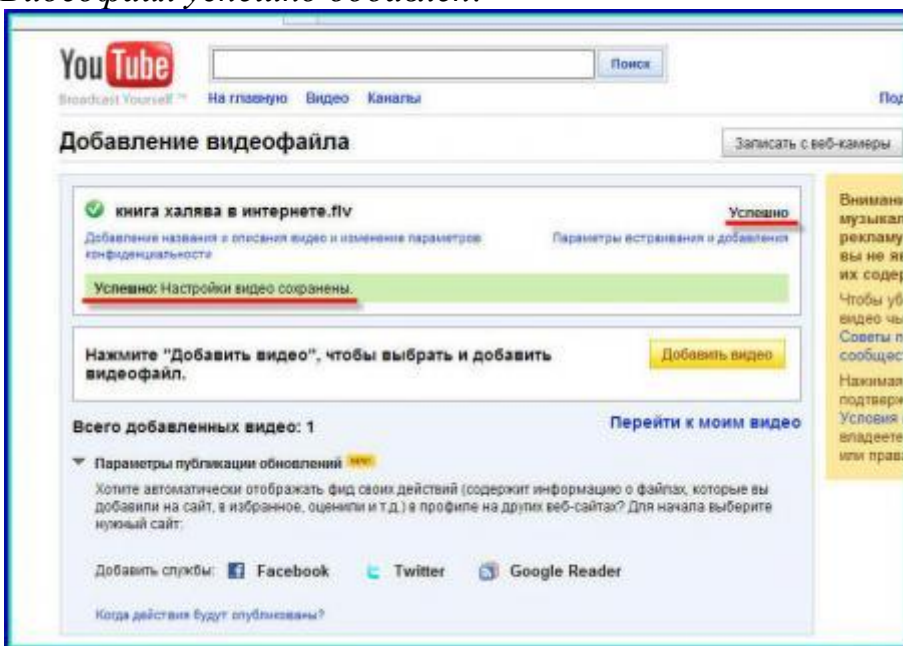 You Tube
Поиск
Broadcast Yourself ™
На главную Видео Каналы
Под
Добавление видеофайла
Записать с веб-камеры
книга халява в интернете.flv
Успешно
Добавление названия и описания видео и изменение параметров
конфиденциальности
Параметры встраивания и добавления
Успешно: Настройки видео сохранены.
Нажмите "Добавить видео", чтобы выбрать и добавить
видеофайл.
Добавить видео
Всего добавленных видео: 1
Перейти к моим видео
Параметры публикации обновлений
Хотите автоматически отображать фид своих действий (содержит информацию о файлах, которые вы
добавили на сайт, в избранное, оценили и т.д.) в профиле на других веб-сайтах? Для начала выберите
нужный сайт:
Добавить службы: Facebook Twitter Google Reader
Когда действия будут опубликованы?
Внимани
музыкал
рекламу
вы не яв
их содер
Чтобы уб
видео чь
Советы п
сообщес
Нажимая
подтверж
Условия
владеете
или права